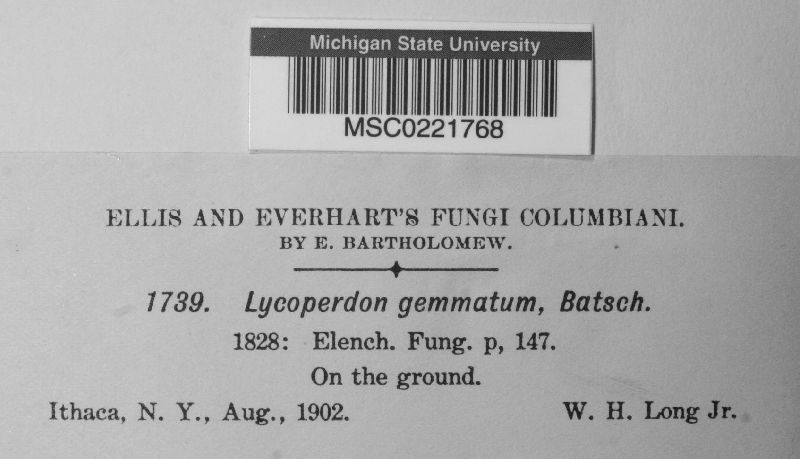 Michigan State University
MSC0221768
ELLIS AND EVERHART'S FUNGI COLUMBIANI.
BY E. BARTHOLOMEW.
1739. Lycoperdon gemmatum, Batsch.
1828: Elench. Fung. p, 147.
On the ground.
Ithaca, N. Y., Aug., 1902. W. H. Long Jr.